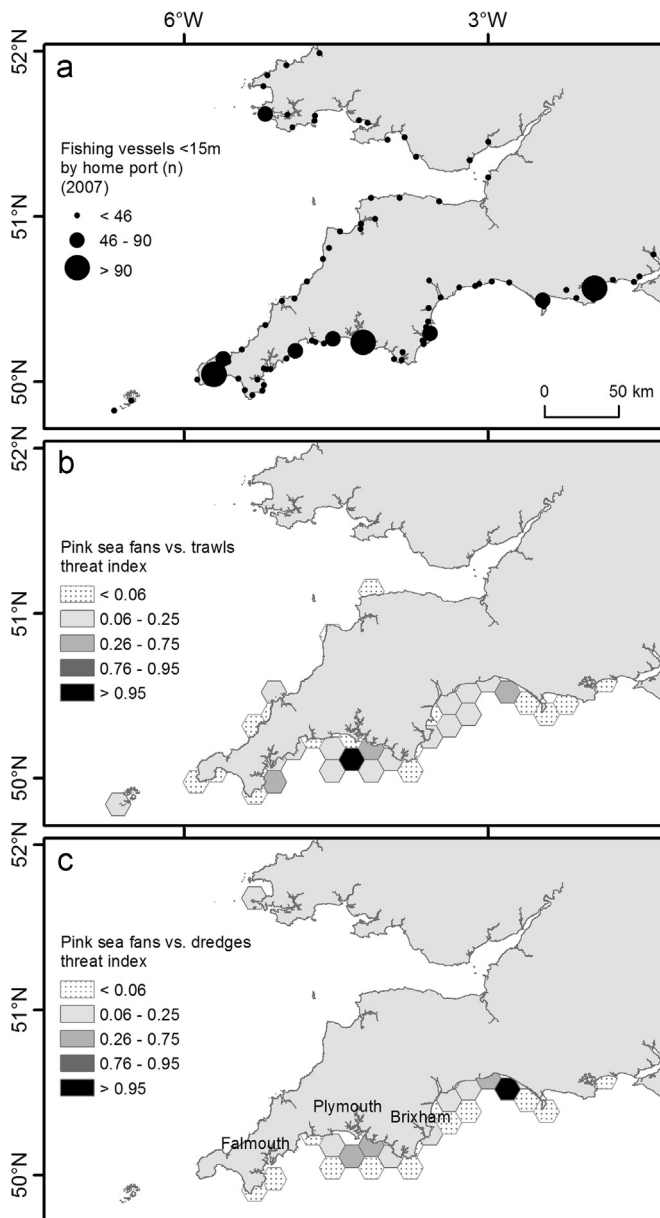 6°W 3°W
52°N
a
Fishing vessels <15m
by home port (n)
(2007)
< 46
46 - 90
> 90
51°N
50°N
0 50 km
52°N
b
Pink sea fans vs. trawls
threat index
< 0.06
0.06 - 0.25
0.26 - 0.75
0.76 - 0.95
> 0.95
51°N
50°N
52°N
c
Pink sea fans vs. dredges
threat index
< 0.06
0.06 - 0.25
0.26 - 0.75
0.76 - 0.95
> 0.95
51°N
Plymouth
Brixham
Falmouth
50°N